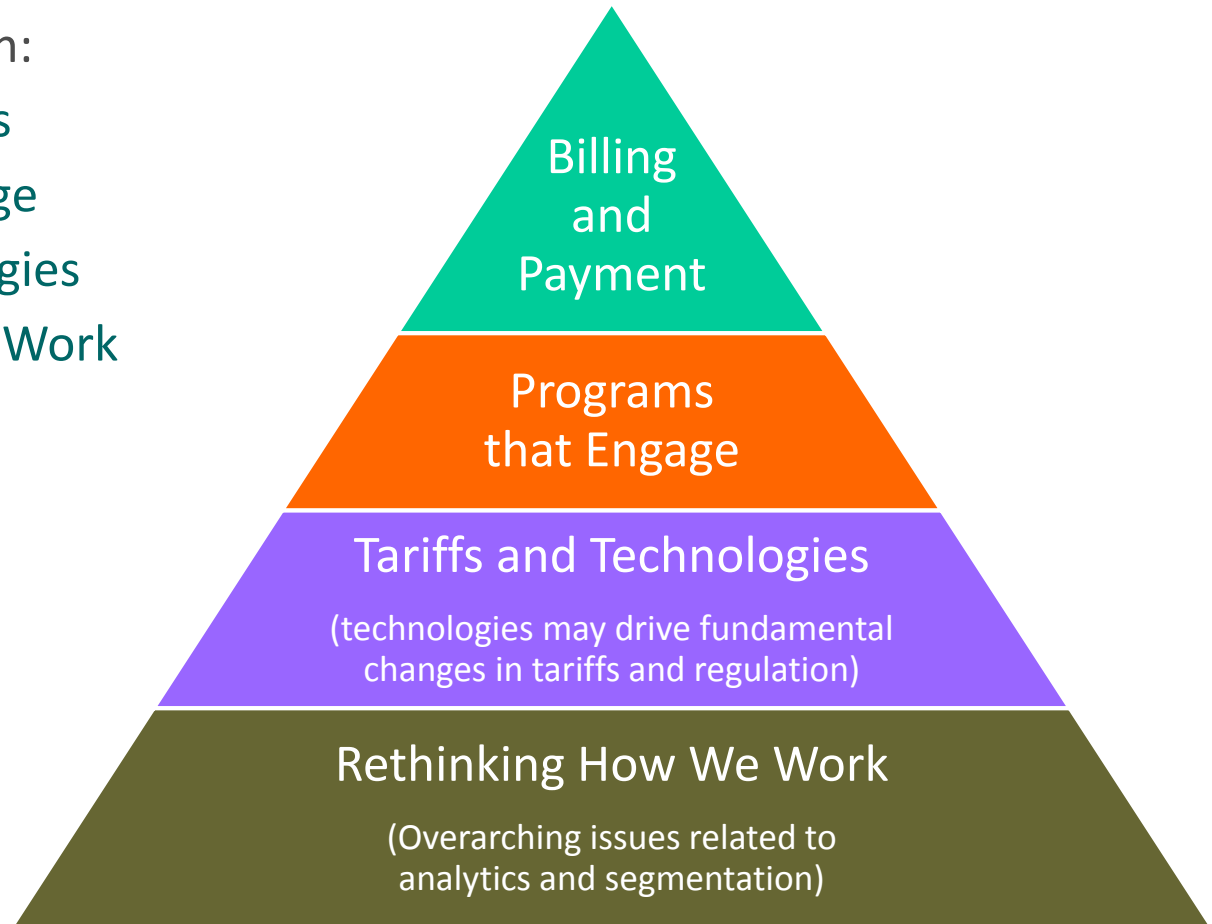 n:
s
ge
gies
Work
Billing
and
Payment
Programs
that Engage
Tariffs and Technologies
(technologies may drive fundamental
changes in tariffs and regulation)
Rethinking How We Work
(Overarching issues related to
analytics and segmentation)